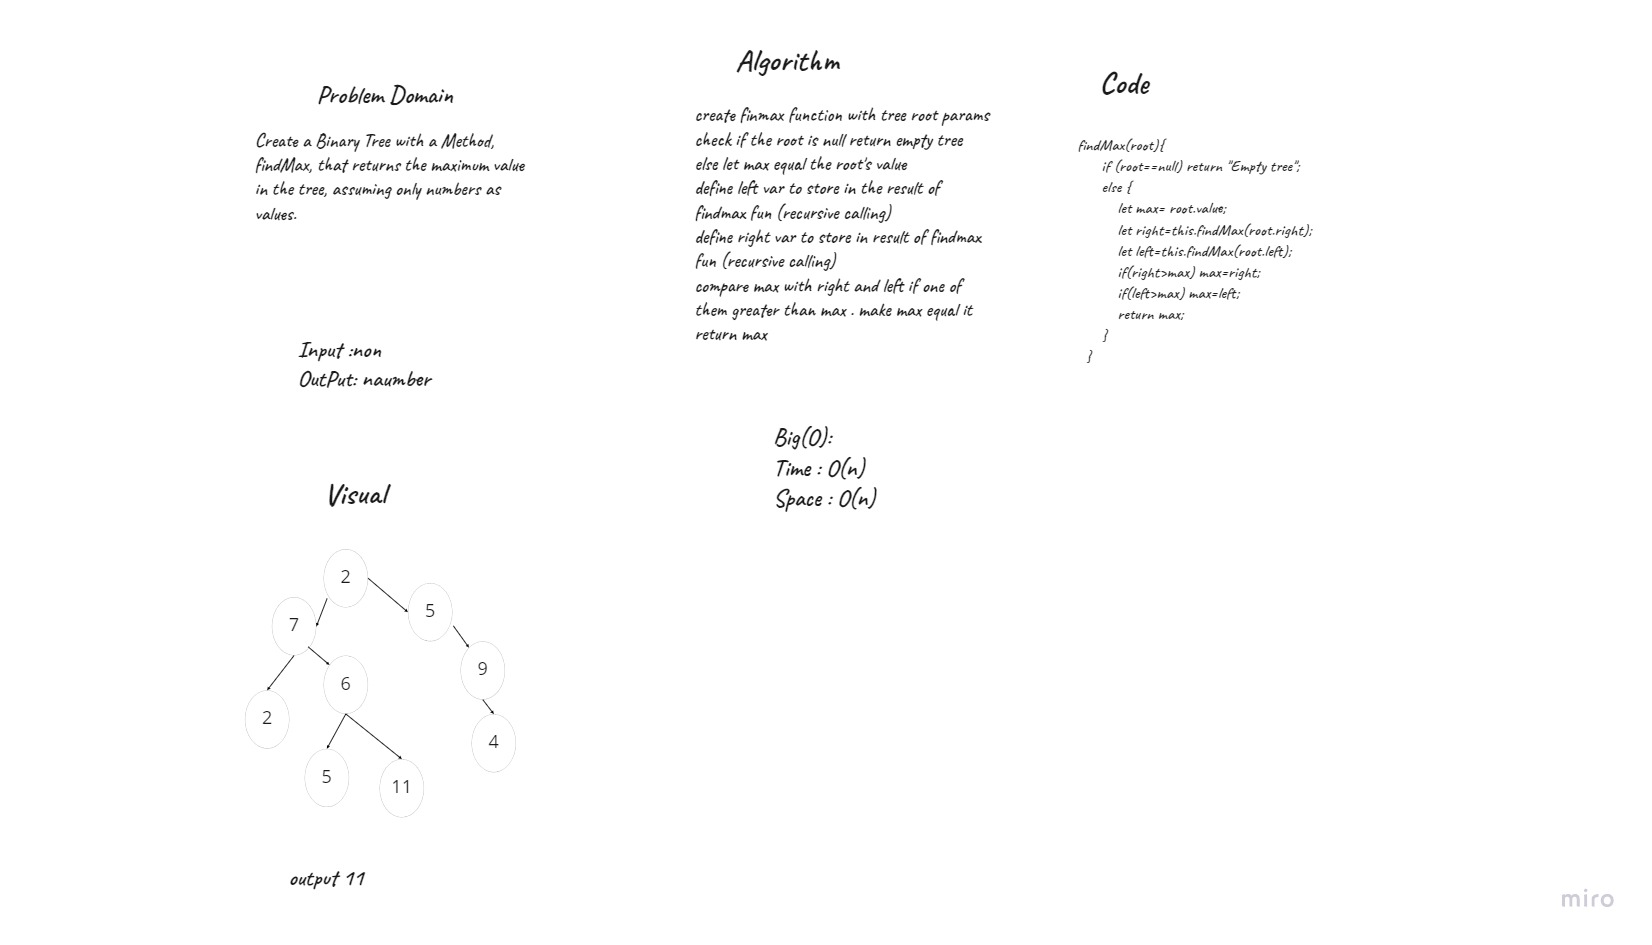 Problem Domain
Create a Binary Tree with a Method,
findMax, that returns the maximum value
in the tree, assuming only numbers as
values.
Input :non
OutPut: naumber
Visual
2
5
7
9
6
2
4
5
11
output 11
Algorithm
create finmax function with tree root params
check if the root is null return empty tree
else let max equal the root's value
define left var to store in the result of
findmax fun (recursive calling)
define right var to store in result of findmax
fun (recursive calling)
compare max with right and left if one of
them greater than max . make max equal it
return max
Big(O):
Time : O(n)
Space : O(n)
Code
findMax(root){
if (root==null) return "Empty tree";
else {
let max= root.value;
let right=this.findMax(root.right);
let left=this.findMax(root.left);
if(right>max) max=right;
if(left>max) max=left;
return max;
}
}
miro